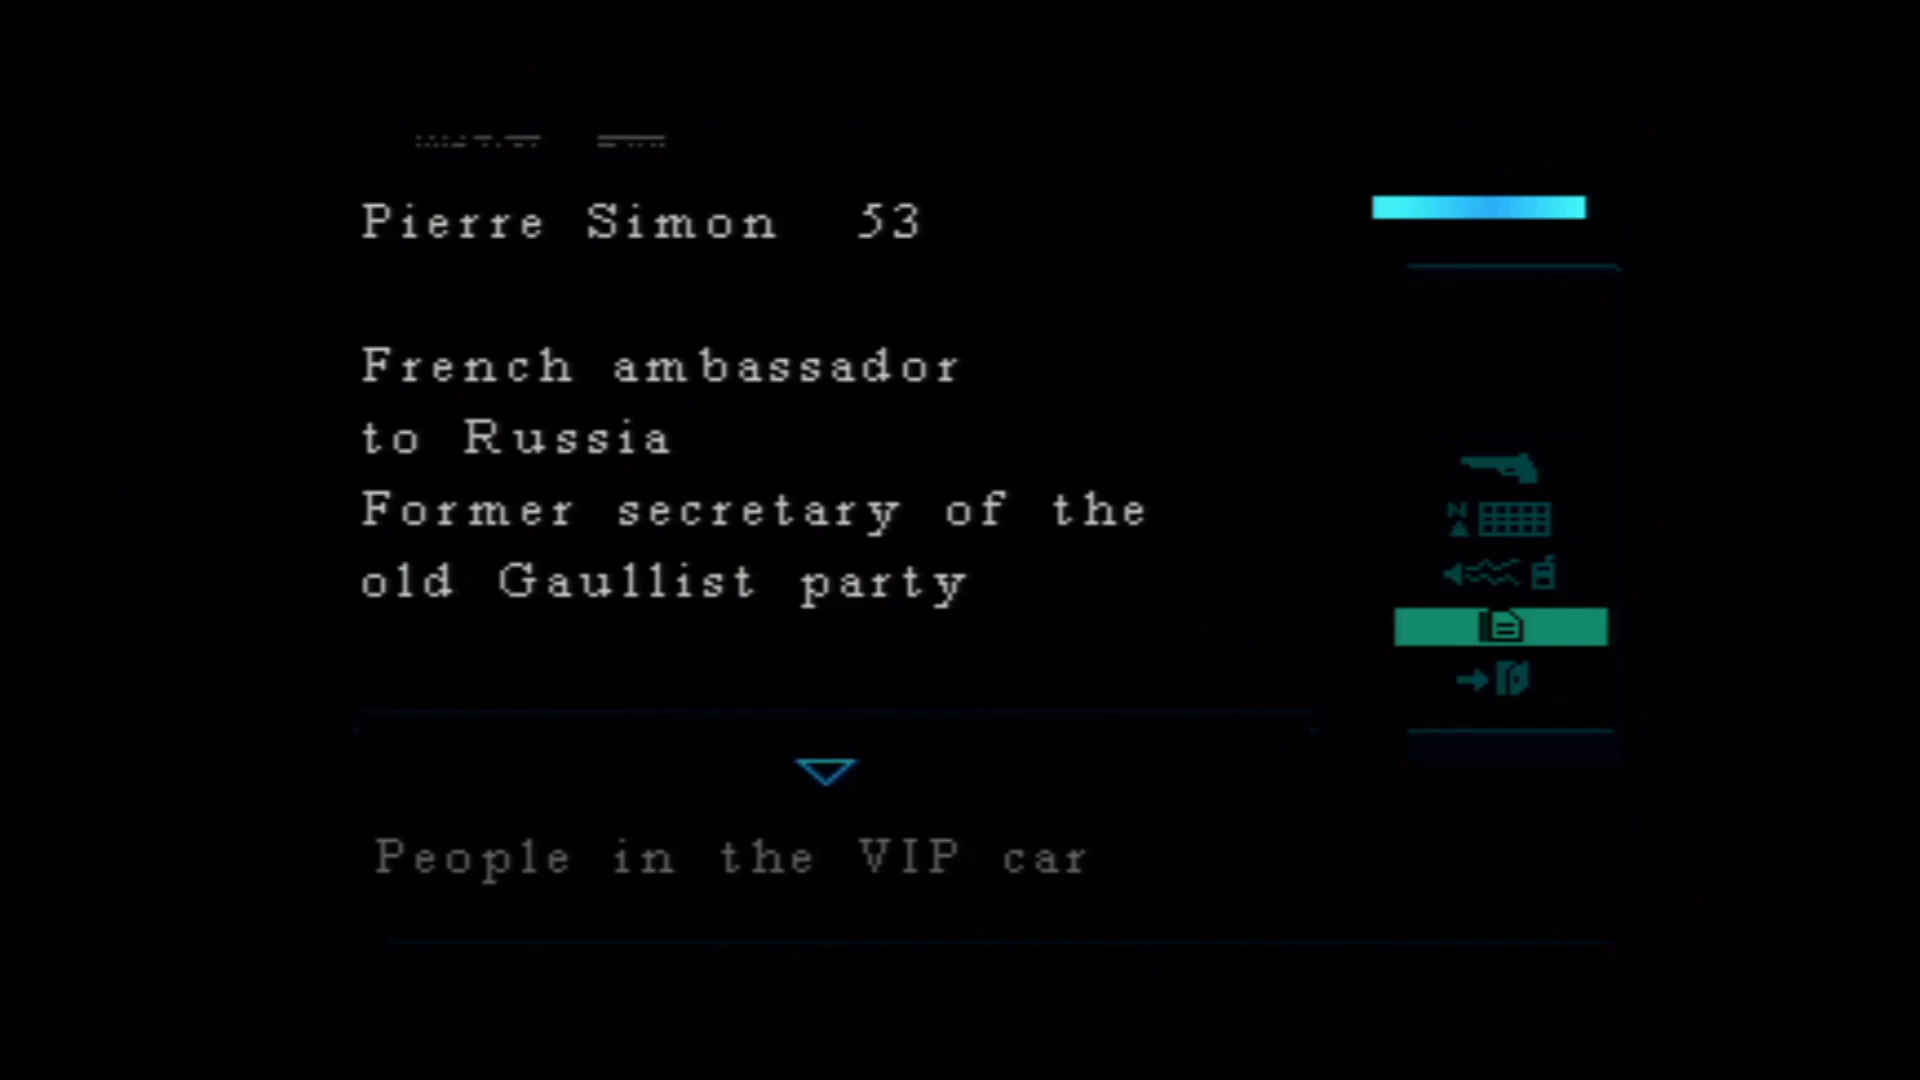 Pierre Simon 53
French ambassador
to Russia
Former secretary of the
old Gaullist party
N
People in the VIP car